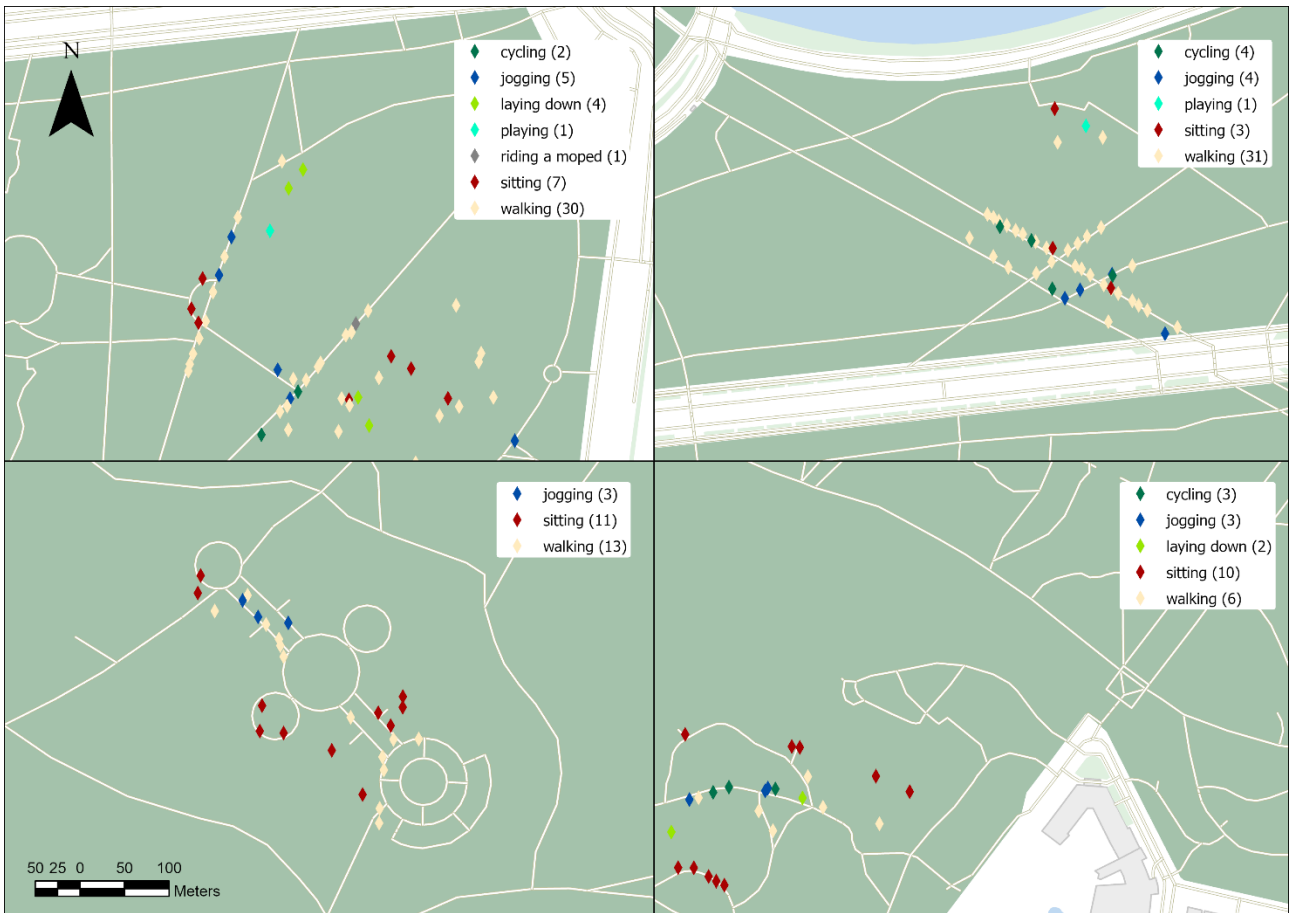 N
cycling (2)
jogging (5)
laying down (4)
playing (1)
riding a moped (1)
sitting (7)
walking (30)
cycling (4)
jogging (4)
playing (1)
sitting (3)
walking (31)
jogging (3)
sitting (11)
walking (13)
50 25 0 50 100
Meters
cycling (3)
jogging (3)
laying down (2)
sitting (10)
walking (6)